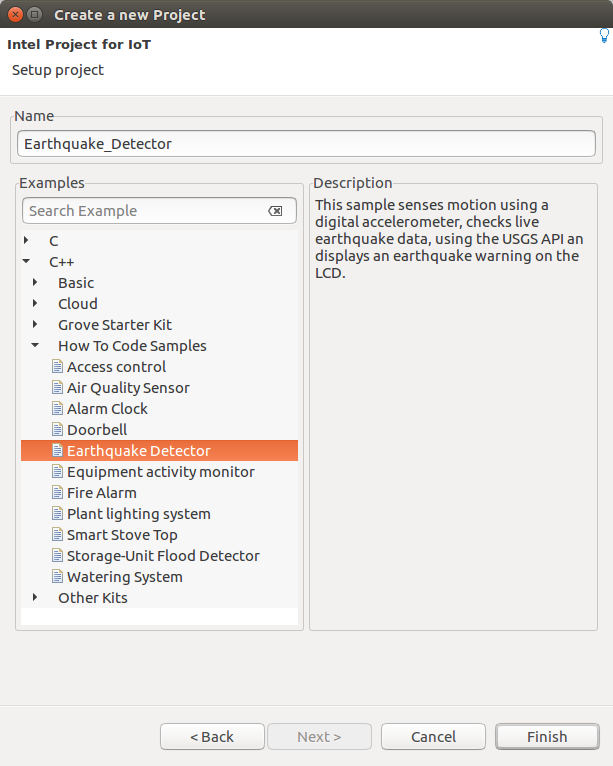 Create a new Project
Intel Project for IoT
Setup project
Name
Earthquake_Detector
Examples
Search Example
C
C++
Basic
Cloud
Grove Starter Kit
How To Code Samples
Access control
Air Quality Sensor
Alarm Clock
Doorbell
Earthquake Detector
Equipment activity monitor
Fire Alarm
Plant lighting system
Smart Stove Top
Storage-Unit Flood Detector
Watering System
Other Kits
Description
This sample senses motion using a
digital accelerometer, checks live
earthquake data, using the USGS API an
displays an earthquake warning on the
LCD.
< Back
Next >
Cancel
Finish